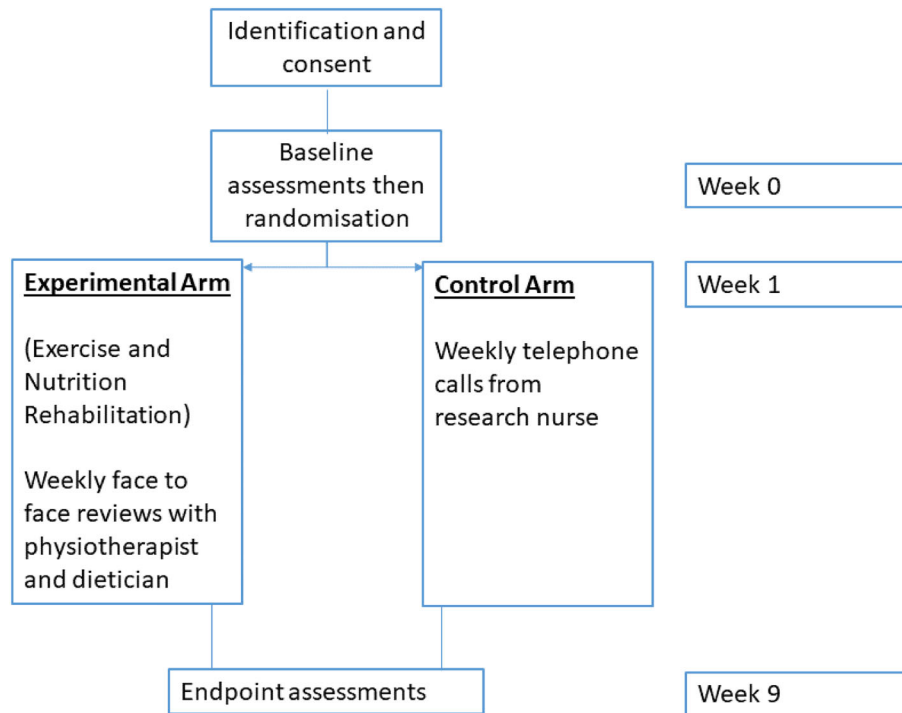 Identification and
consent
Baseline
assessments then
randomisation
Week 0
Experimental Arm
(Exercise and
Nutrition
Rehabilitation)
Weekly face to
face reviews with
physiotherapist
and dietician
Control Arm
Weekly telephone
calls from
research nurse
Week 1
Endpoint assessments
Week 9